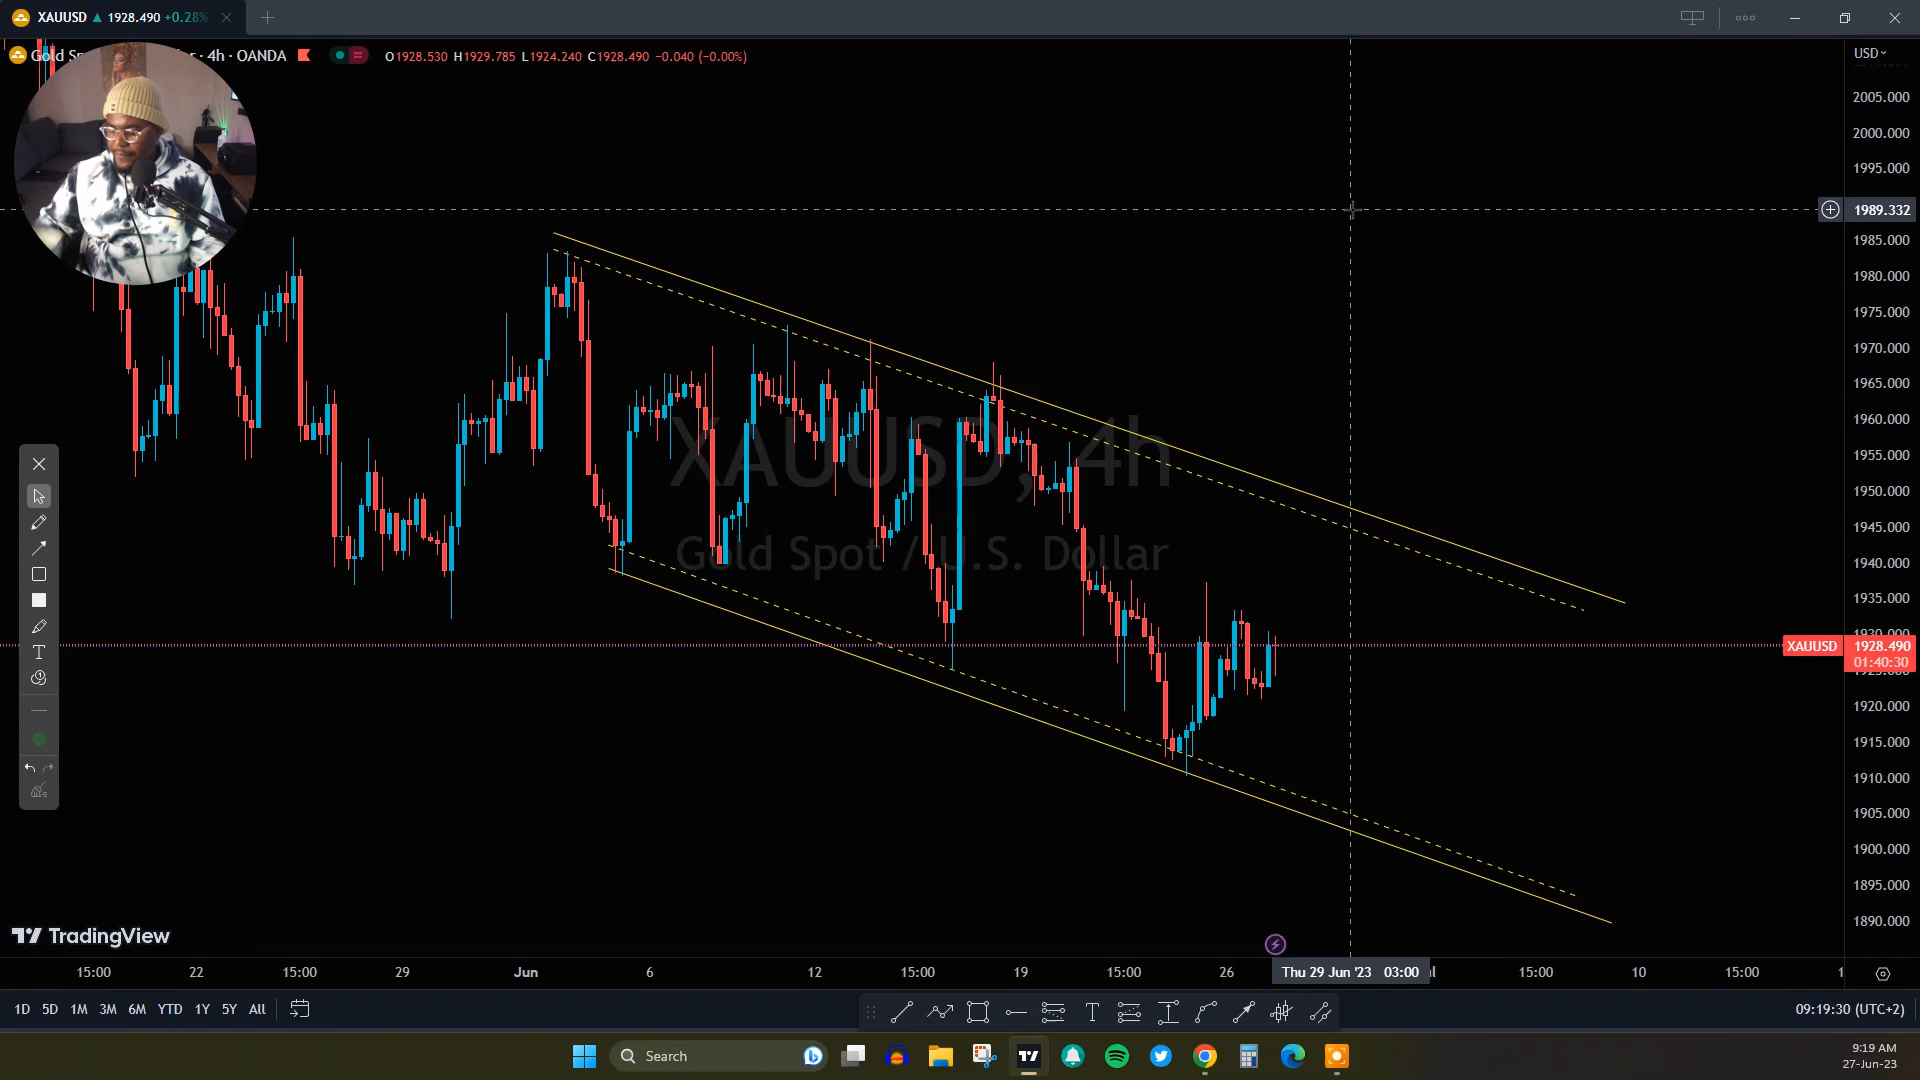 XAUUSD ▲ 1928.490 +0.28%
Gold S · 4h · OANDA O1928.530 H1929.785 L1924.240 C1928.490 −0.040 (−0.00%)
USD
2005.000
2000.000
1995.000
1989.332
1985.000
1980.000
1975.000
1970.000
1965.000
1960.000
1955.000
1950.000
1945.000
1940.000
1935.000
1930.000
XAUUSD 1928.490
01:40:30
1925.000
1920.000
1915.000
1910.000
1905.000
1900.000
1895.000
1890.000
XAUUSD, 4h
Gold Spot / U.S. Dollar
TradingView
15:00 22 15:00 29 Jun 6 12 15:00 19 15:00 26 Thu 29 Jun '23 03:00 15:00 10 15:00 1
1D 5D 1M 3M 6M YTD 1Y 5Y All
T
T
09:19:30 (UTC+2)
Search
9:19 AM
27-Jun-23